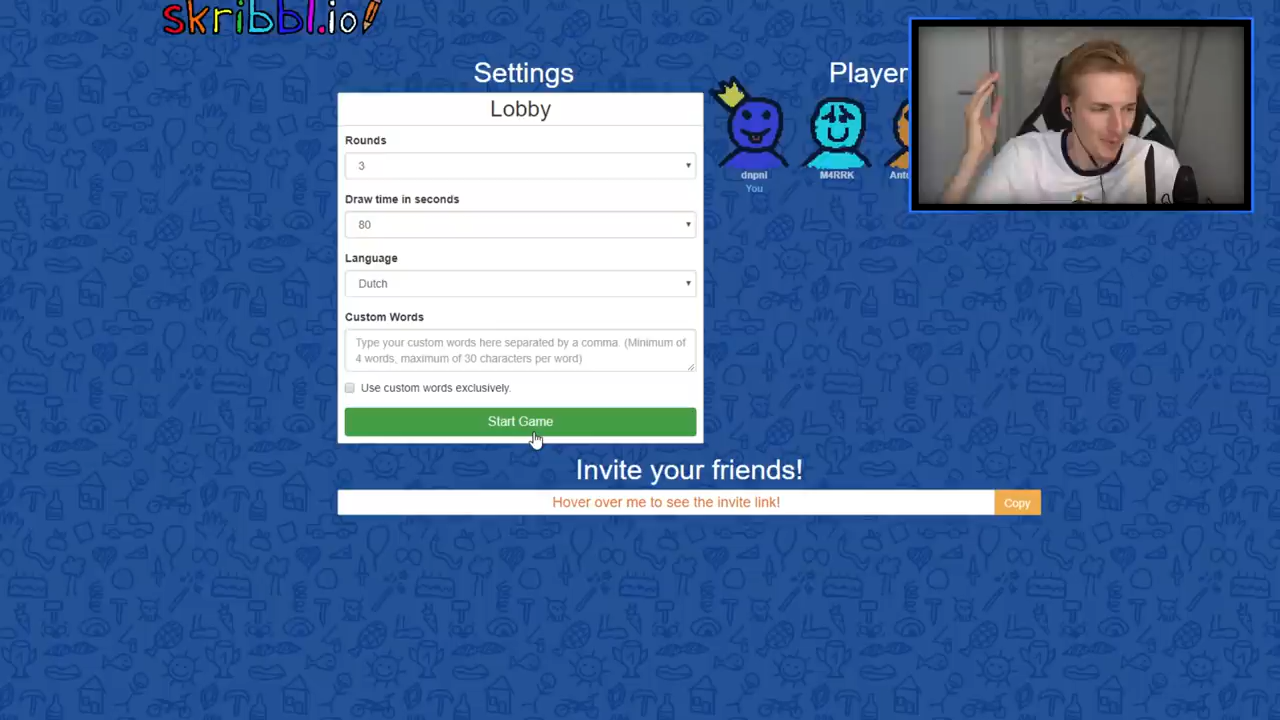 skribbl.io
Settings
Player
Lobby
Rounds
3
Draw time in seconds
80
Language
Dutch
Custom Words
Type your custom words here separated by a comma. (Minimum of
4 words, maximum of 30 characters per word)
Use custom words exclusively.
Start Game
dnpnl
You
M4RRK
Invite your friends!
Hover over me to see the invite link!
Copy